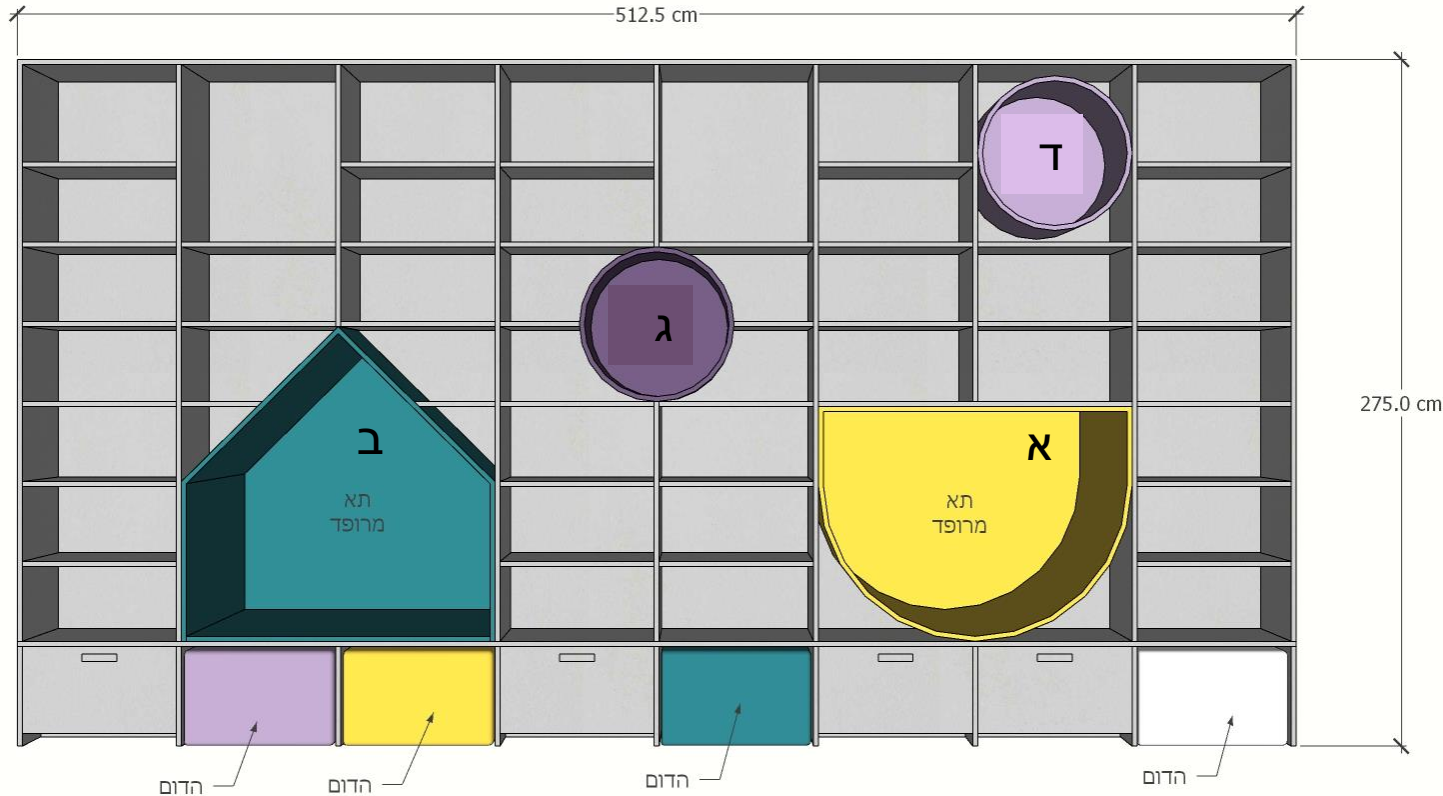 512.5 cm
ד
ג
275.0 cm
ב
א
תא
מרופד
תא
מרופד
הדום
הדום
הדום
הדום